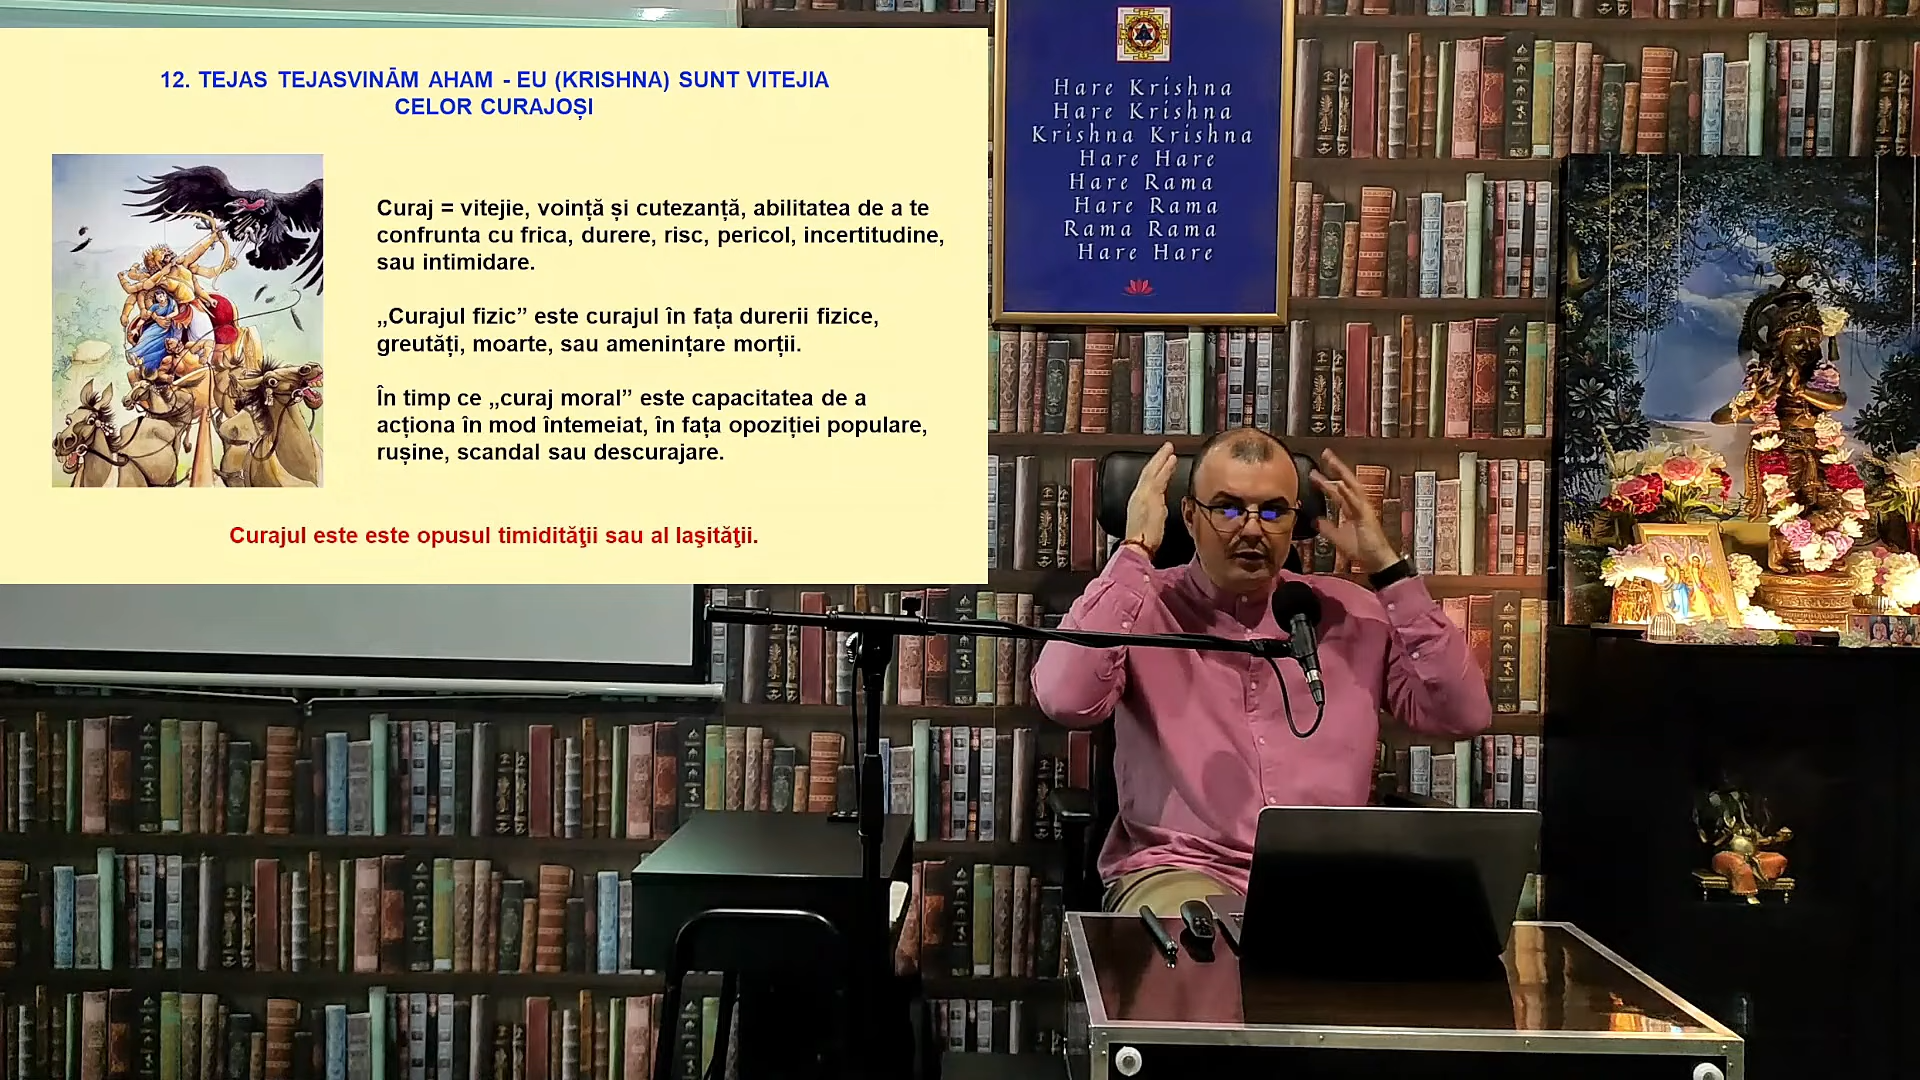 12. TEJAS TEJASVINĀM AHAM - EU (KRISHNA) SUNT VITEJIA
CELOR CURAJOȘI
Curaj = vitejie, voință și cutezanță, abilitatea de a te
confrunta cu frica, durere, risc, pericol, incertitudine,
sau intimidare.
„Curajul fizic” este curajul în fața durerii fizice,
greutăți, moarte, sau amenințare morții.
În timp ce „curaj moral” este capacitatea de a
acționa în mod întemeiat, în fața opoziției populare,
rușine, scandal sau descurajare.
Curajul este este opusul timidităţii sau al laşităţii.
Hare Krishna
Hare Krishna
Krishna Krishna
Hare Hare
Hare Rama
Hare Rama
Rama Rama
Hare Hare